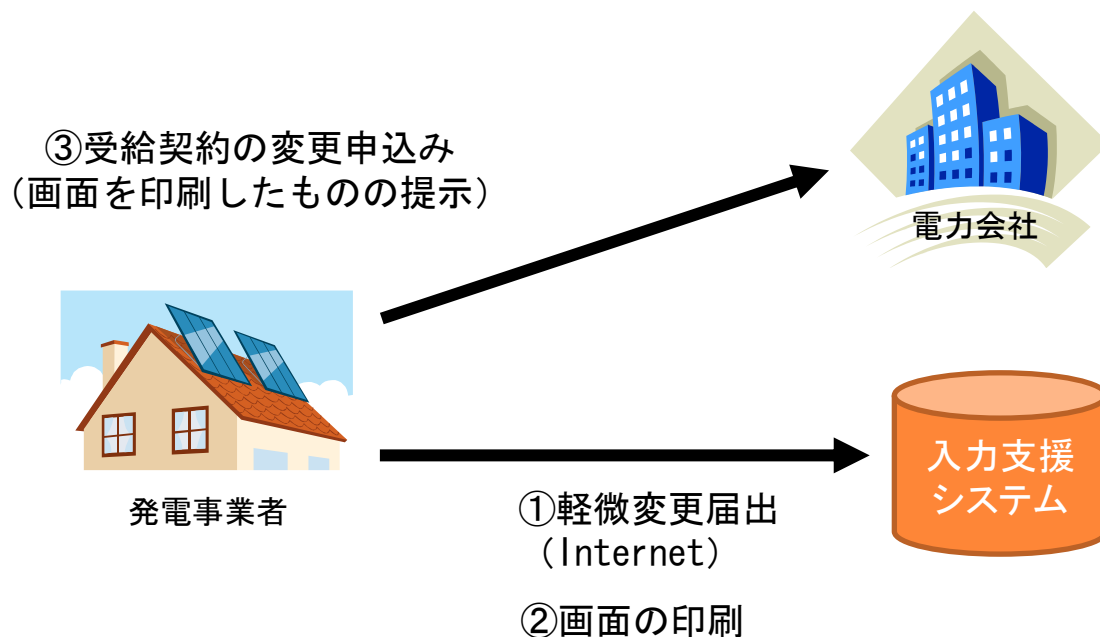 ③受給契約の変更申込み
(画面を印刷したものの提示)
電力会社
発電事業者
入力支援
システム
①軽微変更届出
(Internet)
②画面の印刷